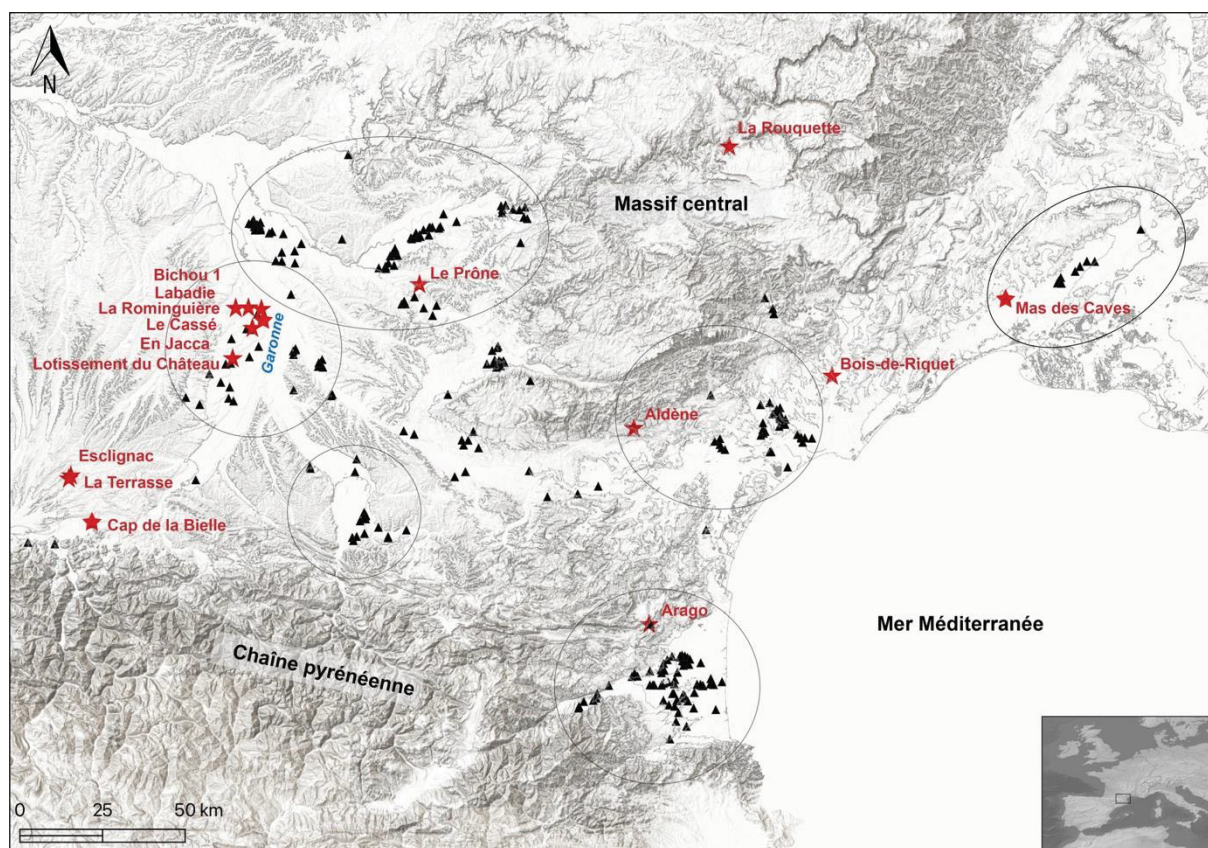 N
La Rouquette
Massif central
Bichou 1
Labadie
La Rominguière
Le Cassé
En Jacca
Lotissement du Château
Garonne
Le Prône
Mas des Caves
Bois-de-Riquet
Aldène
Esclignac
La Terrasse
Cap de la Bielle
Arago
Mer Méditerranée
Chaîne pyrénéenne
0 25 50 km